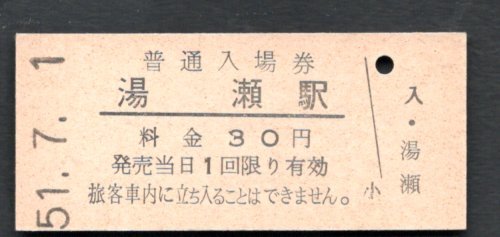 51.7.1
普通入場券
湯瀬駅
料金30円
発売当日1回限り有効
旅客車内に立ち入ることはできません。
小
入・湯瀬